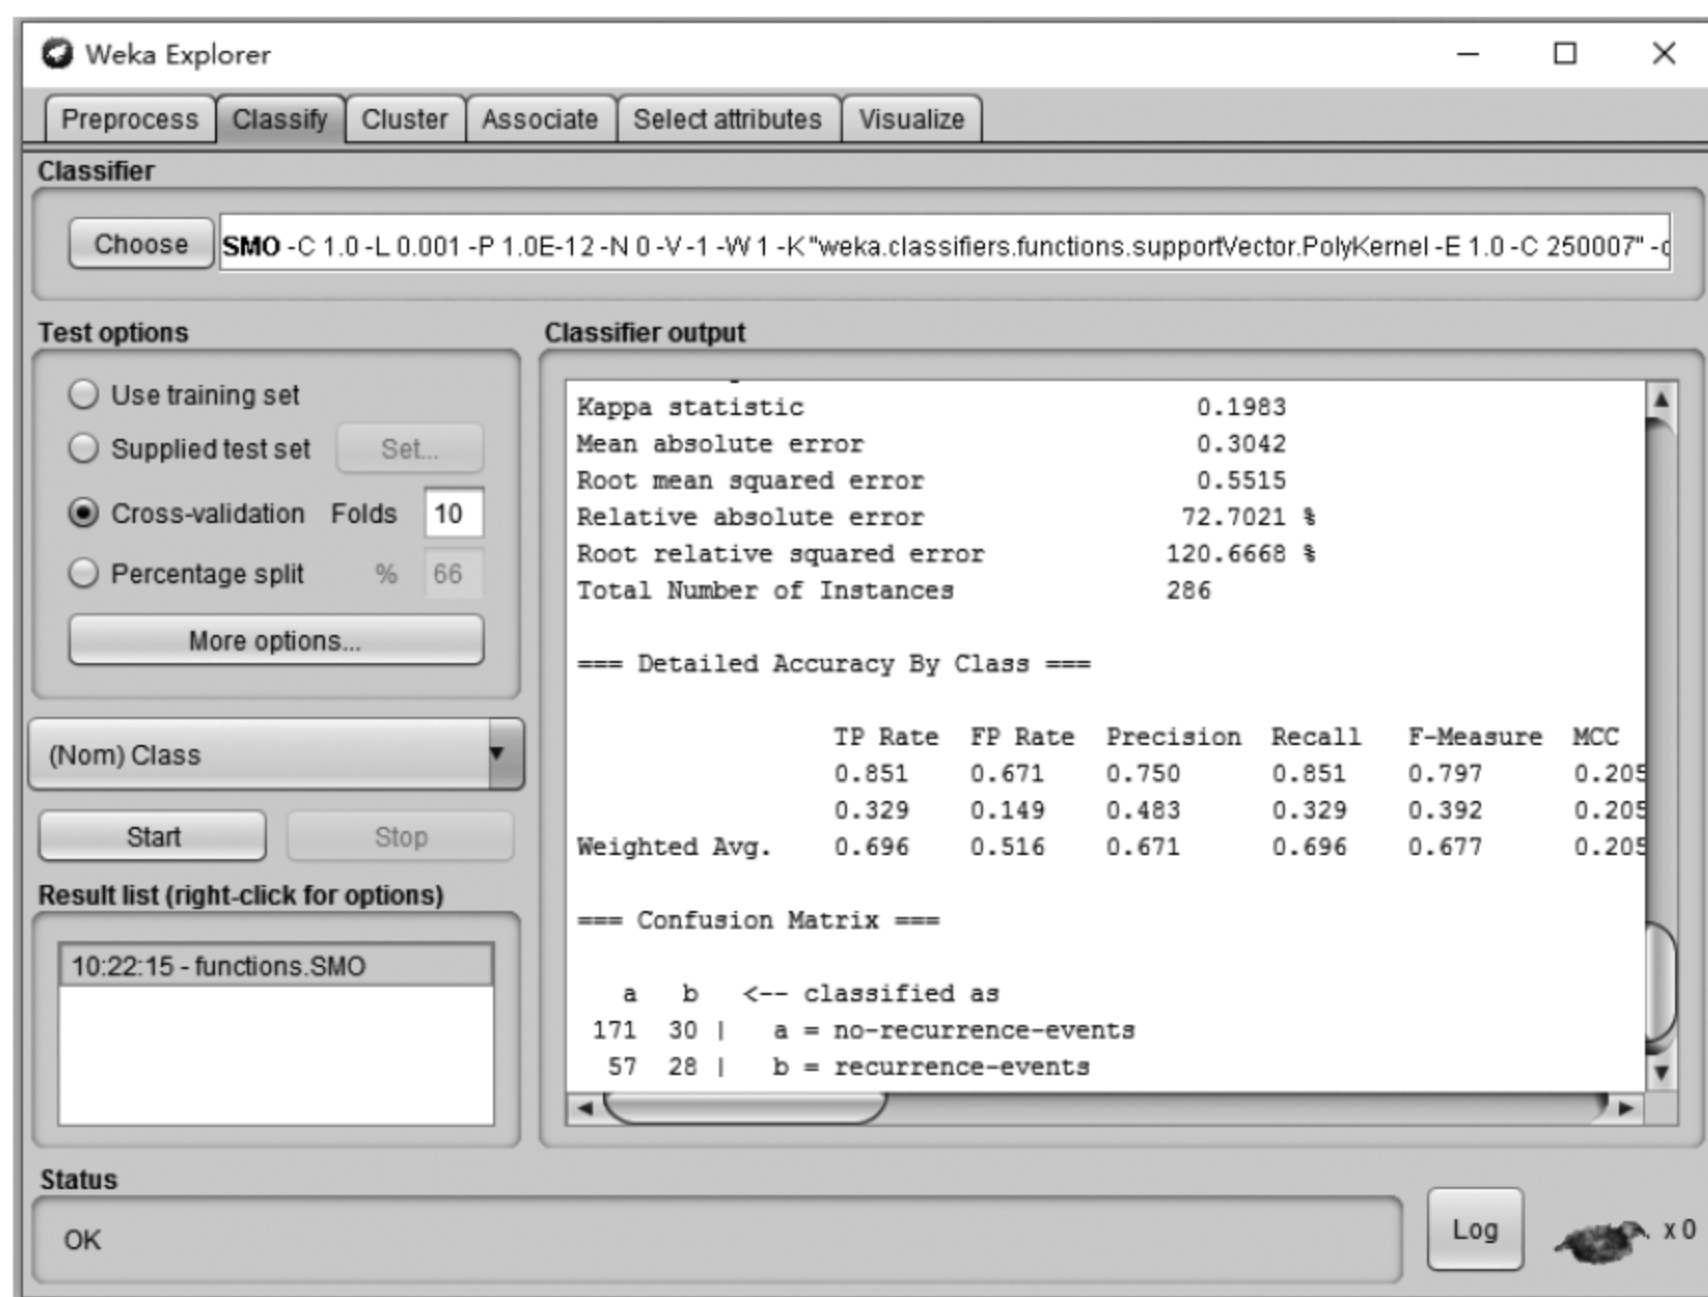 Weka Explorer
Preprocess Classify Cluster Associate Select attributes Visualize
Classifier
Choose SMO -C 1.0 -L 0.001 -P 1.0E-12 -N 0 -V -1 -W 1 -K "weka.classifiers.functions.supportVector.PolyKernel -E 1.0 -C 250007" -c
Test options
Use training set
Supplied test set Set...
Cross-validation Folds 10
Percentage split % 66
More options...
(Nom) Class
Start Stop
Result list (right-click for options)
10:22:15 - functions.SMO
Classifier output
Kappa statistic 0.1983
Mean absolute error 0.3042
Root mean squared error 0.5515
Relative absolute error 72.7021 %
Root relative squared error 120.6668 %
Total Number of Instances 286
=== Detailed Accuracy By Class ===
TP Rate FP Rate Precision Recall F-Measure MCC
0.851 0.671 0.750 0.851 0.797 0.205
0.329 0.149 0.483 0.329 0.392 0.205
Weighted Avg. 0.696 0.516 0.671 0.696 0.677 0.205
=== Confusion Matrix ===
a b <-- classified as
171 30 | a = no-recurrence-events
57 28 | b = recurrence-events
Status
OK
Log x 0